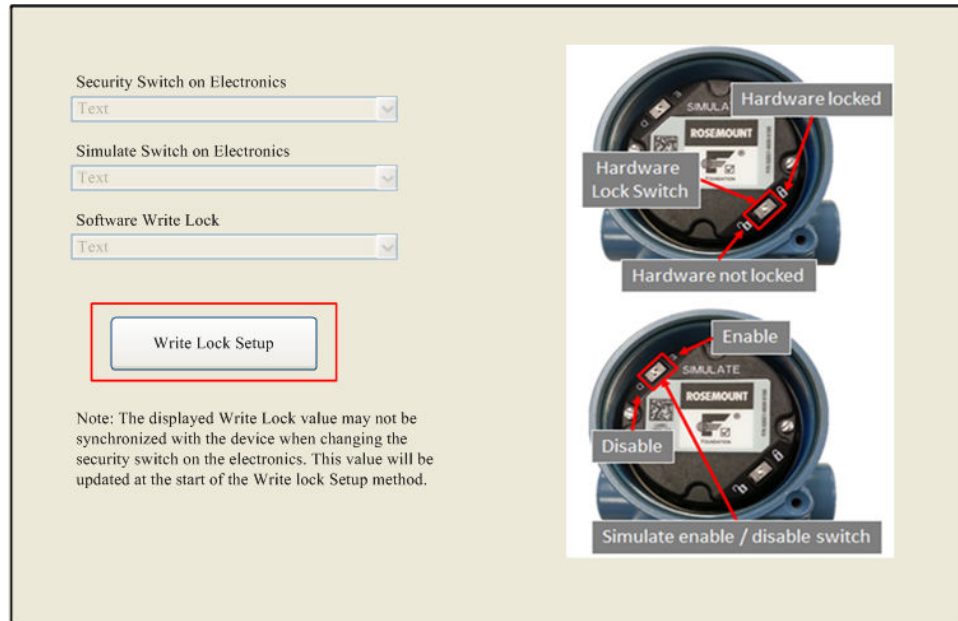 Security Switch on Electronics
Text
Simulate Switch on Electronics
Text
Software Write Lock
Text
Write Lock Setup
Note: The displayed Write Lock value may not be
synchronized with the device when changing the
security switch on the electronics. This value will be
updated at the start of the Write lock Setup method.
SIMULA
Hardware locked
ROSEMOUNT
Hardware
Lock Switch
FOUNDATION
Hardware not locked
Enable
SIMULATE
ROSEMOUNT
Disable
FOUNDATION
Simulate enable / disable switch